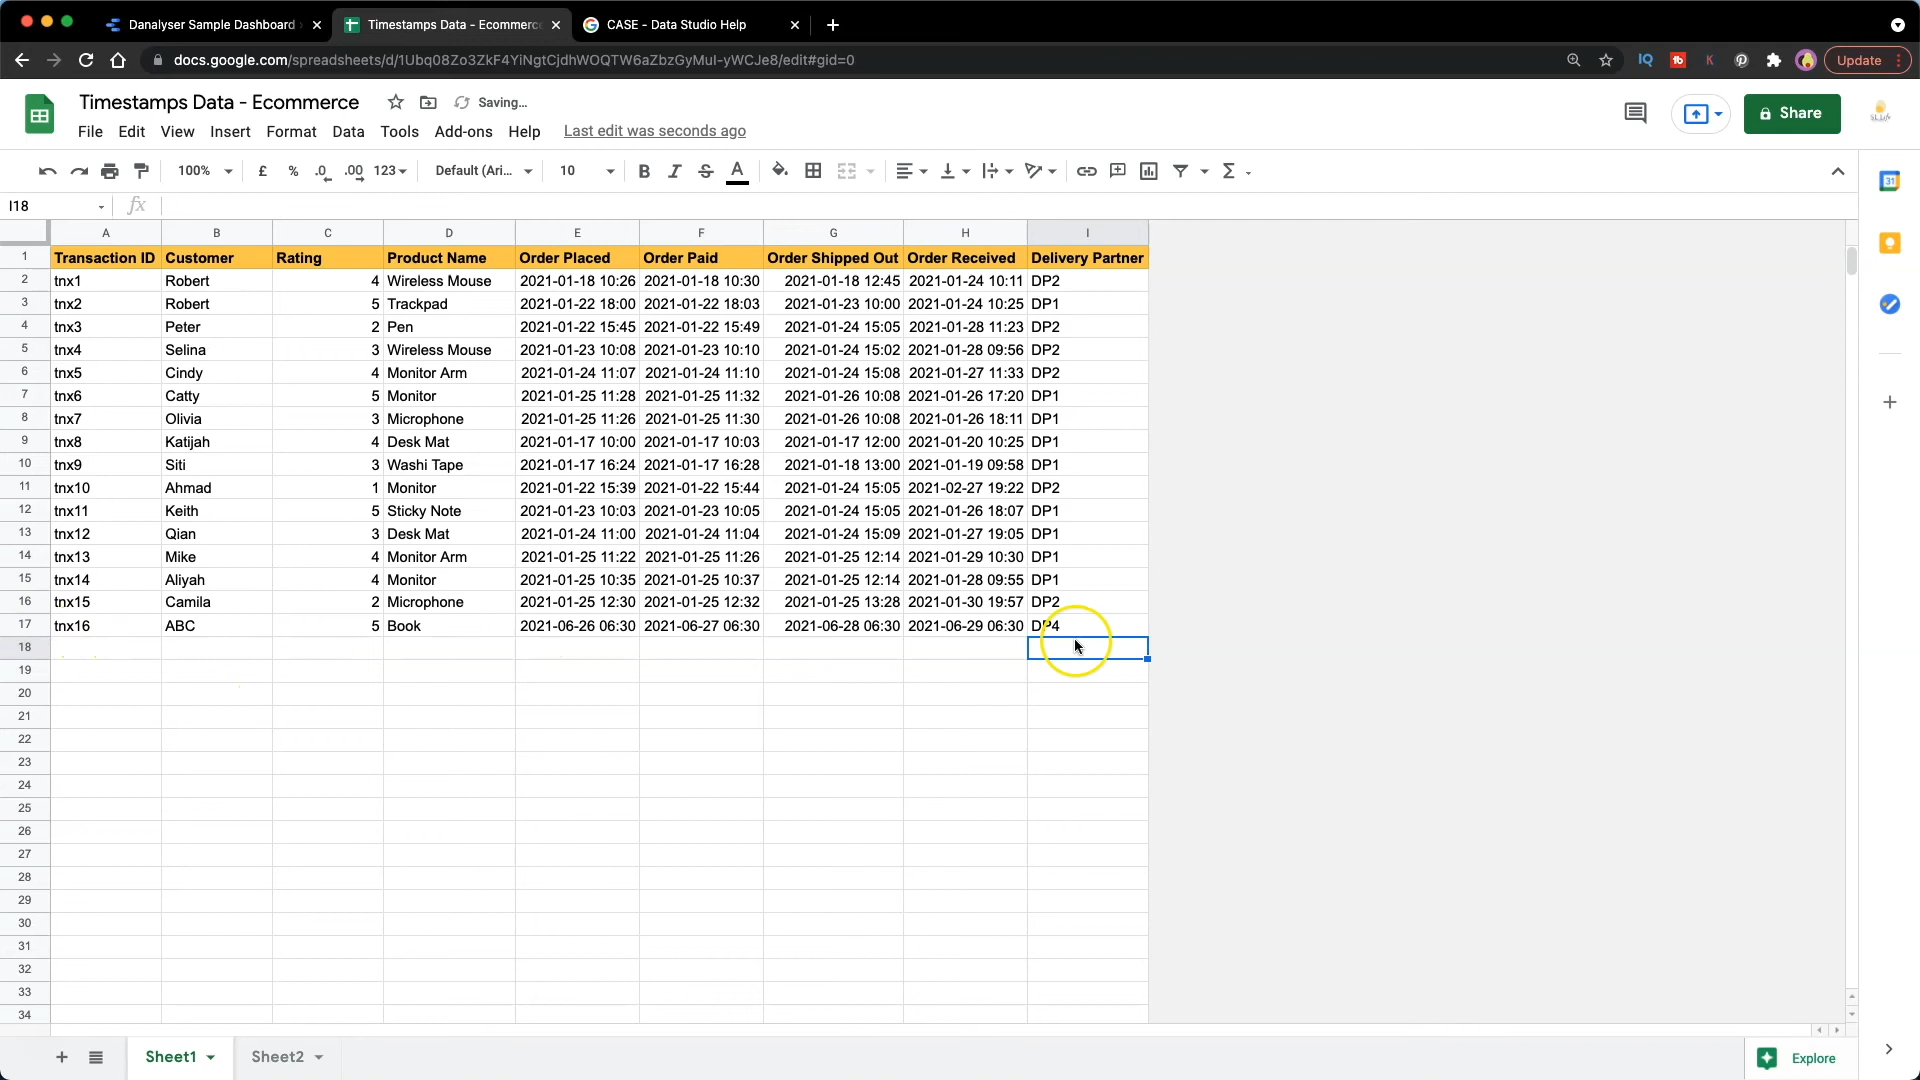 Danalyser Sample Dashboard
Timestamps Data - Ecommerce
CASE - Data Studio Help
docs.google.com/spreadsheets/d/1Ubq08Zo3ZkF4YiNgtCjdhWOQTW6aZbzGyMuI-yWCJe8/edit#gid=0
Update
Timestamps Data - Ecommerce Saving...
File Edit View Insert Format Data Tools Add-ons Help Last edit was seconds ago
Share
100% £ % .0 .00 123 Default (Ari... 10 B I S A
I18 fx
A B C D E F G H I
1 Transaction ID Customer Rating Product Name Order Placed Order Paid Order Shipped Out Order Received Delivery Partner
2 tnx1 Robert 4 Wireless Mouse 2021-01-18 10:26 2021-01-18 10:30 2021-01-18 12:45 2021-01-24 10:11 DP2
3 tnx2 Robert 5 Trackpad 2021-01-22 18:00 2021-01-22 18:03 2021-01-23 10:00 2021-01-24 10:25 DP1
4 tnx3 Peter 2 Pen 2021-01-22 15:45 2021-01-22 15:49 2021-01-24 15:05 2021-01-28 11:23 DP2
5 tnx4 Selina 3 Wireless Mouse 2021-01-23 10:08 2021-01-23 10:10 2021-01-24 15:02 2021-01-28 09:56 DP2
6 tnx5 Cindy 4 Monitor Arm 2021-01-24 11:07 2021-01-24 11:10 2021-01-24 15:08 2021-01-27 11:33 DP2
7 tnx6 Catty 5 Monitor 2021-01-25 11:28 2021-01-25 11:32 2021-01-26 10:08 2021-01-26 17:20 DP1
8 tnx7 Olivia 3 Microphone 2021-01-25 11:26 2021-01-25 11:30 2021-01-26 10:08 2021-01-26 18:11 DP1
9 tnx8 Katijah 4 Desk Mat 2021-01-17 10:00 2021-01-17 10:03 2021-01-17 12:00 2021-01-20 10:25 DP1
10 tnx9 Siti 3 Washi Tape 2021-01-17 16:24 2021-01-17 16:28 2021-01-18 13:00 2021-01-19 09:58 DP1
11 tnx10 Ahmad 1 Monitor 2021-01-22 15:39 2021-01-22 15:44 2021-01-24 15:05 2021-02-27 19:22 DP2
12 tnx11 Keith 5 Sticky Note 2021-01-23 10:03 2021-01-23 10:05 2021-01-24 15:05 2021-01-26 18:07 DP1
13 tnx12 Qian 3 Desk Mat 2021-01-24 11:00 2021-01-24 11:04 2021-01-24 15:09 2021-01-27 19:05 DP1
14 tnx13 Mike 4 Monitor Arm 2021-01-25 11:22 2021-01-25 11:26 2021-01-25 12:14 2021-01-29 10:30 DP1
15 tnx14 Aliyah 4 Monitor 2021-01-25 10:35 2021-01-25 10:37 2021-01-25 12:14 2021-01-28 09:55 DP1
16 tnx15 Camila 2 Microphone 2021-01-25 12:30 2021-01-25 12:32 2021-01-25 13:28 2021-01-30 19:57 DP2
17 tnx16 ABC 5 Book 2021-06-26 06:30 2021-06-27 06:30 2021-06-28 06:30 2021-06-29 06:30 DP4
18
19
20
21
22
23
24
25
26
27
28
29
30
31
32
33
34
Sheet1 Sheet2 Explore